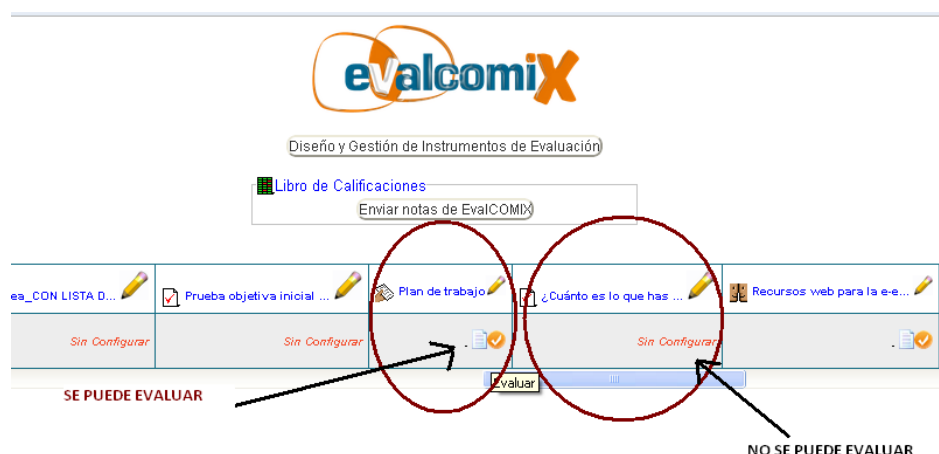 evalcomix
Diseño y Gestión de Instrumentos de Evaluación
Libro de Calificaciones
Enviar notas de EvalCOMIX
ea_CON LISTA D... Prueba objetiva inicial ... Plan de trabajo ¿Cuánto es lo que has ... Recursos web para la e-e...
Sin Configurar Sin Configurar . Sin Configurar .
Evaluar
SE PUEDE EVALUAR
NO SE PUEDE EVALUAR